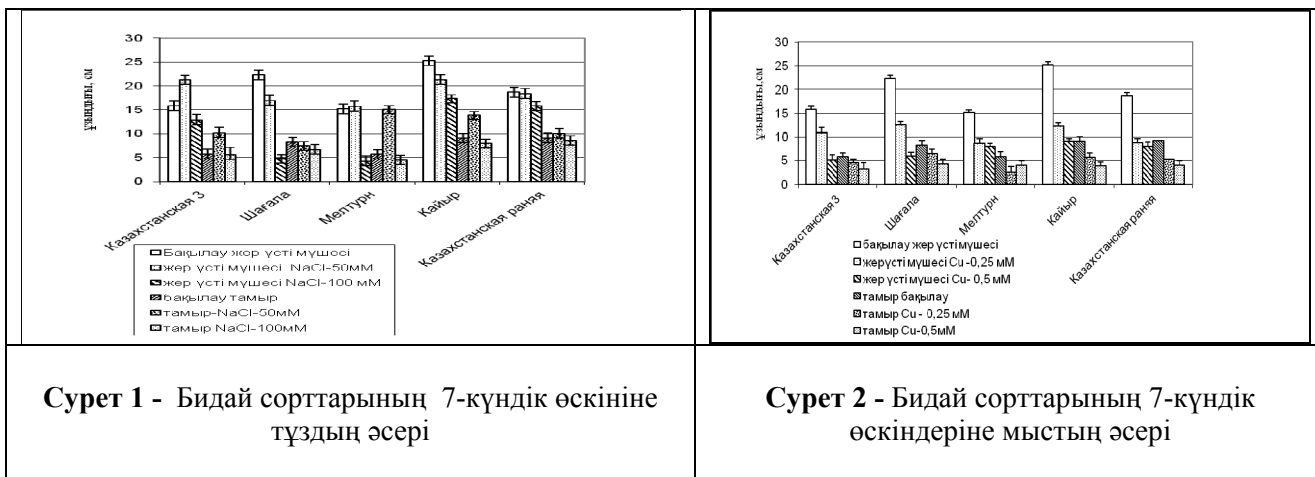 30
25
20
15
10
5
0
ұзындығы, см
Казахстанская 3
Шағала
Мелтурн
Кайыр
Казахстанская раняя
Бақылау жер үсті мүшесі
жер үсті мүшесі NaCl-50мМ
жер үсті мүшесі NaCl-100 мМ
бақылау тамыр
тамыр-NaCl-50мМ
тамыр NaCl-100мМ
Сурет 1 - Бидай сорттарының 7-күндік өскініне
тұздың әсері
30
25
20
15
10
5
0
Ұзындығы,см
Казахстанская 3
Шағала
Мелтурн
Кайыр
Казахстанская раняя
бақылау жер үсті мүшесі
жерүсті мүшесі Cu -0,25 мМ
жер үсті мүшесі Cu- 0,5 мМ
тамыр бақылау
тамыр Cu - 0,25 мМ
тамыр Cu-0,5мМ
Сурет 2 - Бидай сорттарының 7-күндік
өскіндеріне мыстың әсері